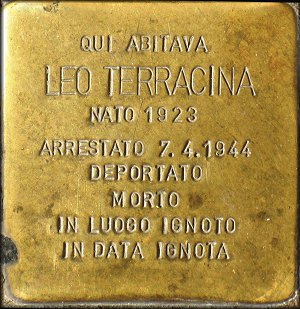 QUI ABITAVA
LEO TERRACINA
NATO 1923
ARRESTATO 7.4.1944
DEPORTATO
MORTO
IN LUOGO IGNOTO
IN DATA IGNOTA